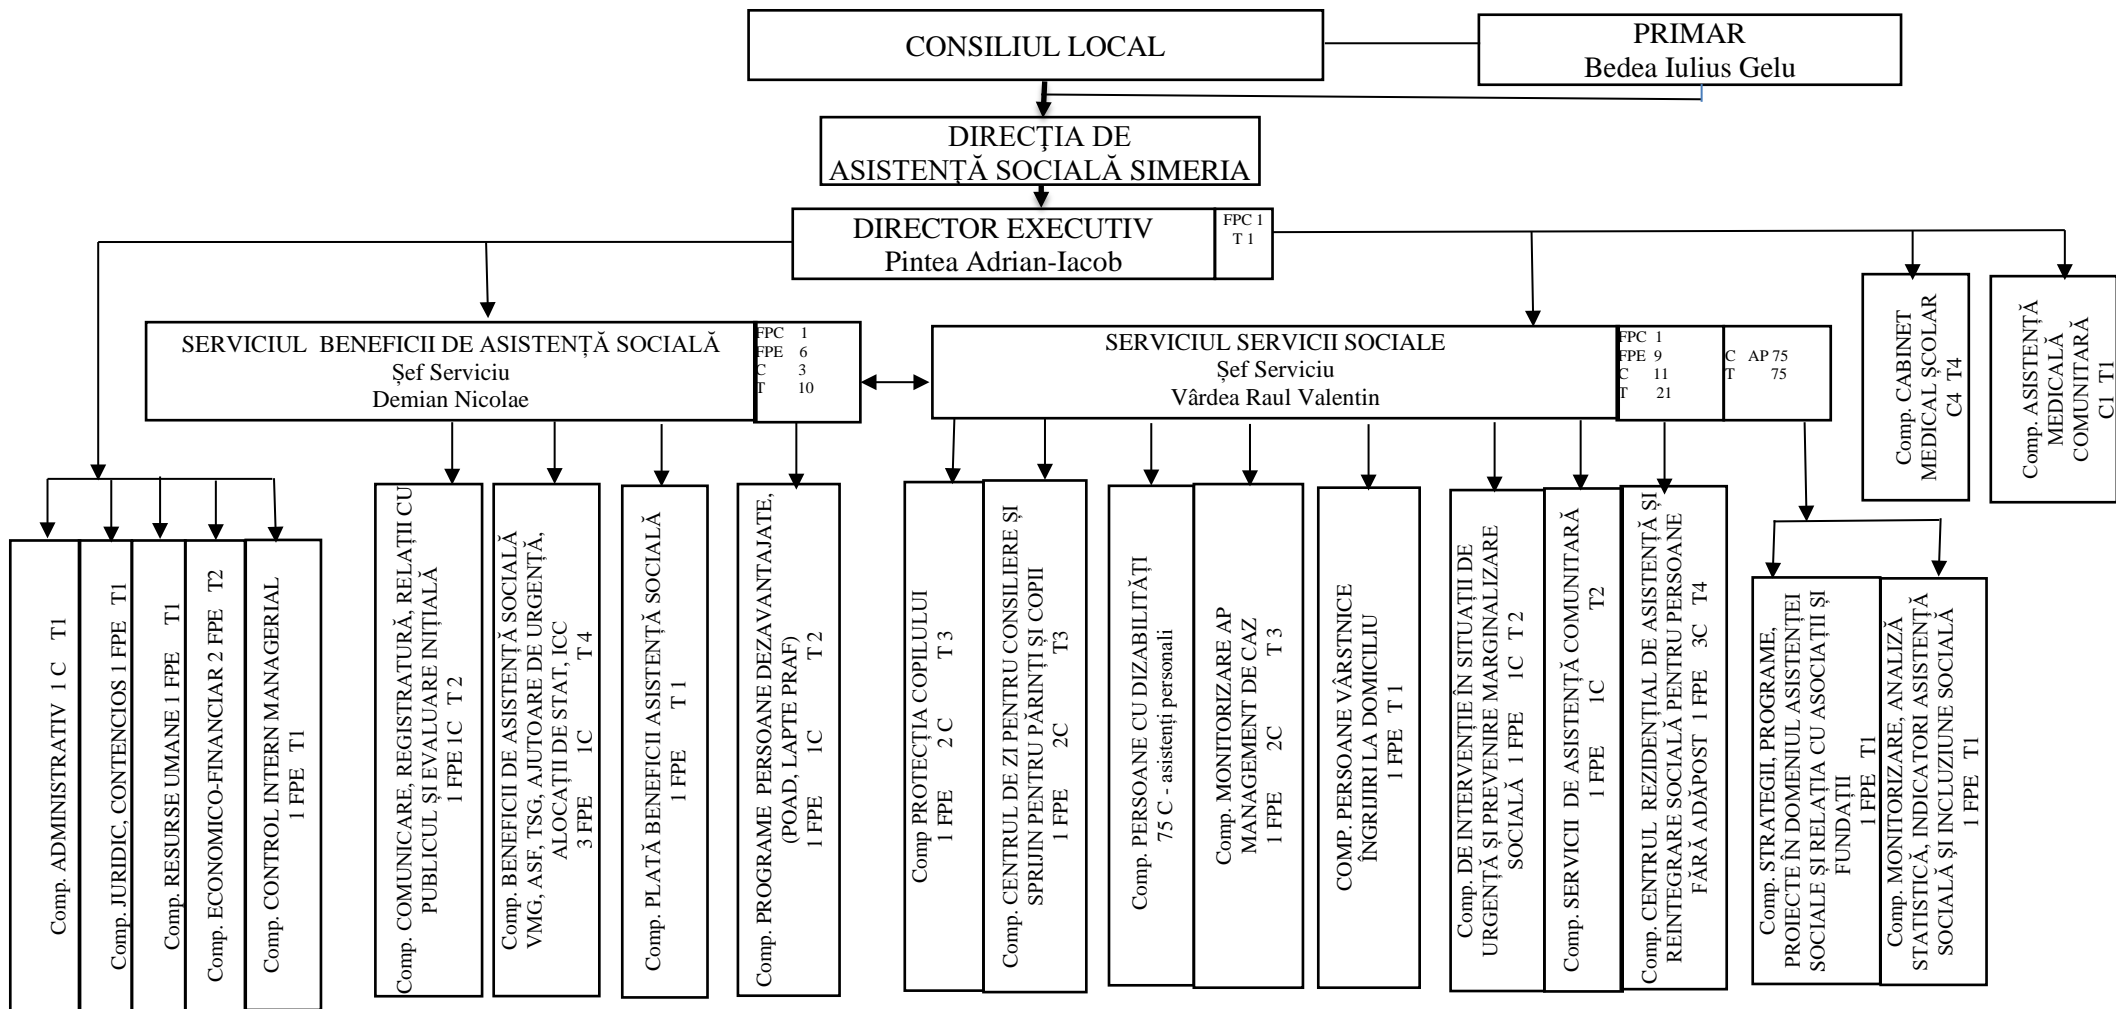 CONSILIUL LOCAL
PRIMAR
Bedea Iulius Gelu
DIRECŢIA DE
ASISTENȚĂ SOCIALĂ SIMERIA
DIRECTOR EXECUTIV
Pintea Adrian-Iacob
FPC 1
T 1
SERVICIUL BENEFICII DE ASISTENȚĂ SOCIALĂ
Șef Serviciu
Demian Nicolae
FPC 1
FPE 6
C 3
T 10
SERVICIUL SERVICII SOCIALE
Șef Serviciu
Vârdea Raul Valentin
FPC 1
FPE 9
C 11
T 21
C AP 75
T 75
Comp. CABINET
MEDICAL ȘCOLAR
C4 T4
Comp. ASISTENȚĂ
MEDICALĂ
COMUNITARĂ
C1 T1
Comp. ADMINISTRATIV 1 C T1
Comp. JURIDIC, CONTENCIOS 1 FPE T1
Comp. RESURSE UMANE 1 FPE T1
Comp. ECONOMICO-FINANCIAR 2 FPE T2
Comp. CONTROL INTERN MANAGERIAL
1 FPE T1
Comp. COMUNICARE, REGISTRATURĂ, RELAȚII CU
PUBLICUL ȘI EVALUARE INIȚIALĂ
1 FPE 1C T 2
Comp. BENEFICII DE ASISTENȚĂ SOCIALĂ
VMG, ASF, TSG, AJUTOARE DE URGENȚĂ,
ALOCAȚII DE STAT, ICC
3 FPE 1C T 4
Comp. PLATĂ BENEFICII ASISTENȚĂ SOCIALĂ
1 FPE T 1
Comp. PROGRAME PERSOANE DEZAVANTAJATE,
(POAD, LAPTE PRAF)
1 FPE 1C T 2
Comp PROTECȚIA COPILULUI
1 FPE 2 C T 3
Comp. CENTRUL DE ZI PENTRU CONSILIERE ȘI
SPRIJIN PENTRU PĂRINȚI ȘI COPII
1 FPE 2C T3
Comp. PERSOANE CU DIZABILITĂȚI
75 C - asistenți personali
Comp. MONITORIZARE AP
MANAGEMENT DE CAZ
1 FPE 2C T 3
COMP. PERSOANE VÂRSTNICE
ÎNGRIJIRI LA DOMICILIU
1 FPE T 1
Comp. DE INTERVENȚIE ÎN SITUAȚII DE
URGENȚĂ ȘI PREVENIRE MARGINALIZARE
SOCIALĂ 1 FPE 1C T 2
Comp. SERVICII DE ASISTENȚĂ COMUNITARĂ
1 FPE 1C T2
Comp. CENTRUL REZIDENȚIAL DE ASISTENȚĂ ȘI
REINTEGRARE SOCIALĂ PENTRU PERSOANE
FĂRĂ ADĂPOST 1 FPE 3C T4
Comp. STRATEGII, PROGRAME,
PROIECTE ÎN DOMENIUL ASISTENȚEI
SOCIALE ȘI RELAȚIA CU ASOCIAȚII ȘI
FUNDAȚII
1 FPE T1
Comp. MONITORIZARE, ANALIZĂ
STATISTICĂ, INDICATORI ASISTENȚĂ
SOCIALĂ ȘI INCLUZIUNE SOCIALĂ
1 FPE T1